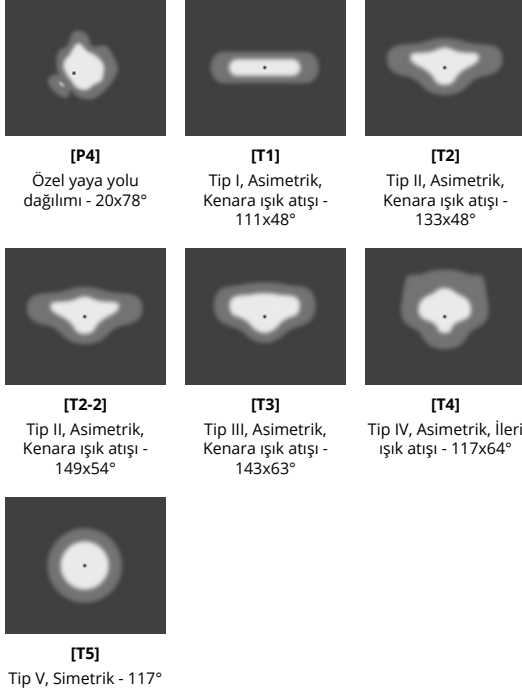 [P4]
Özel yaya yolu
dağılımı - 20x78°
[T1]
Tip I, Asimetrik,
Kenara ışık atışı -
111x48°
[T2]
Tip II, Asimetrik,
Kenara ışık atışı -
133x48°
[T2-2]
Tip II, Asimetrik,
Kenara ışık atışı -
149x54°
[T3]
Tip III, Asimetrik,
Kenara ışık atışı -
143x63°
[T4]
Tip IV, Asimetrik, İleri
ışık atışı - 117x64°
[T5]
Tip V, Simetrik - 117°